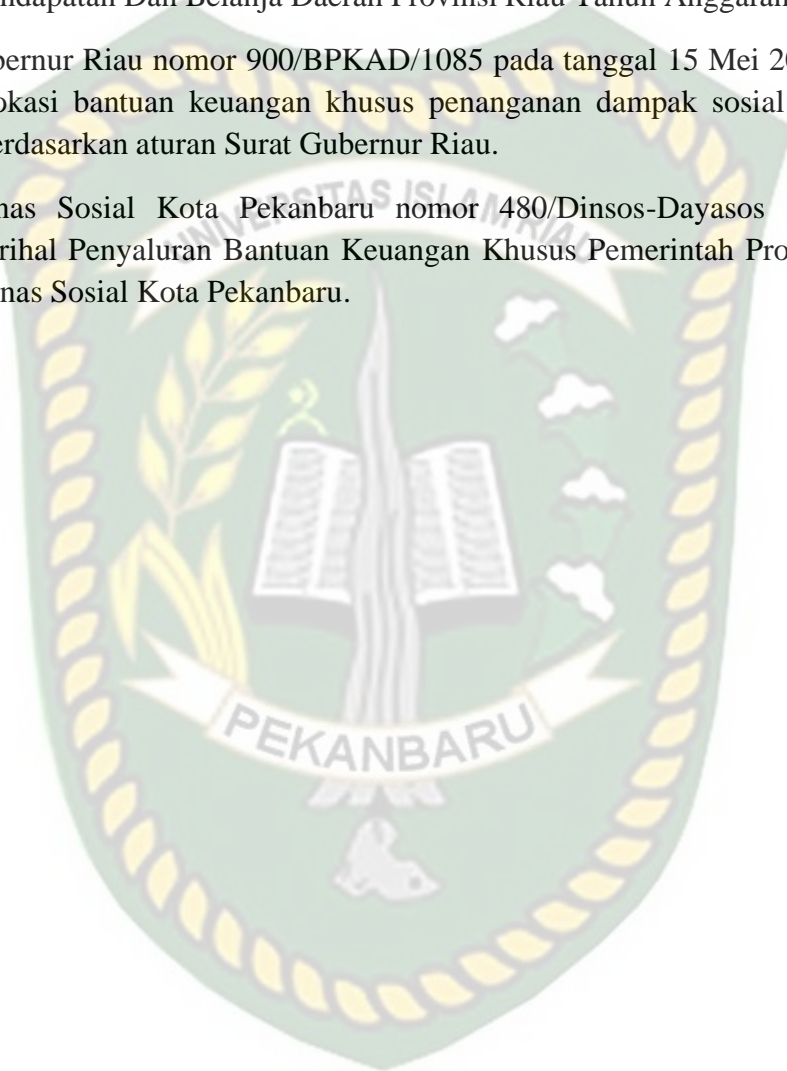 ndapatan Dan Belanja Daerah Provinsi Riau Tahun Anggaran
bernur Riau nomor 900/BPKAD/1085 pada tanggal 15 Mei 20
okasi bantuan keuangan khusus penanganan dampak sosial
erdasarkan aturan Surat Gubernur Riau.
nas Sosial Kota Pekanbaru nomor 480/Dinsos-Dayasos
rihal Penyaluran Bantuan Keuangan Khusus Pemerintah Pro
nas Sosial Kota Pekanbaru.
UNIVERSITAS ISLAM RIAU
PEKANBARU